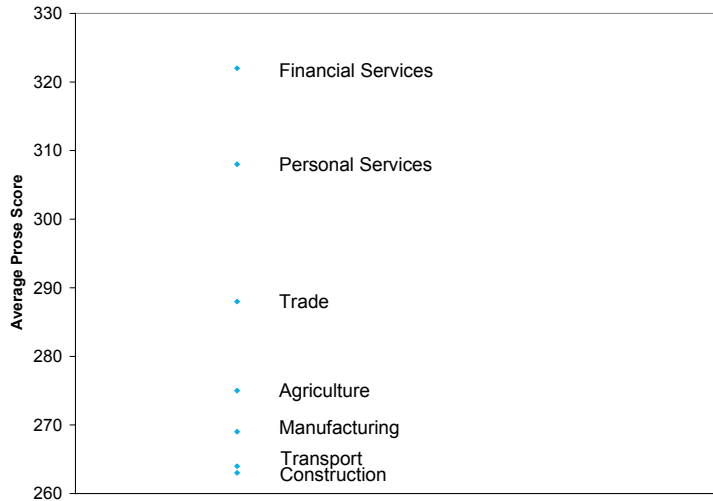 330
320
310
300
290
280
270
260
Average Prose Score
Financial Services
Personal Services
Trade
Agriculture
Manufacturing
Transport
Construction